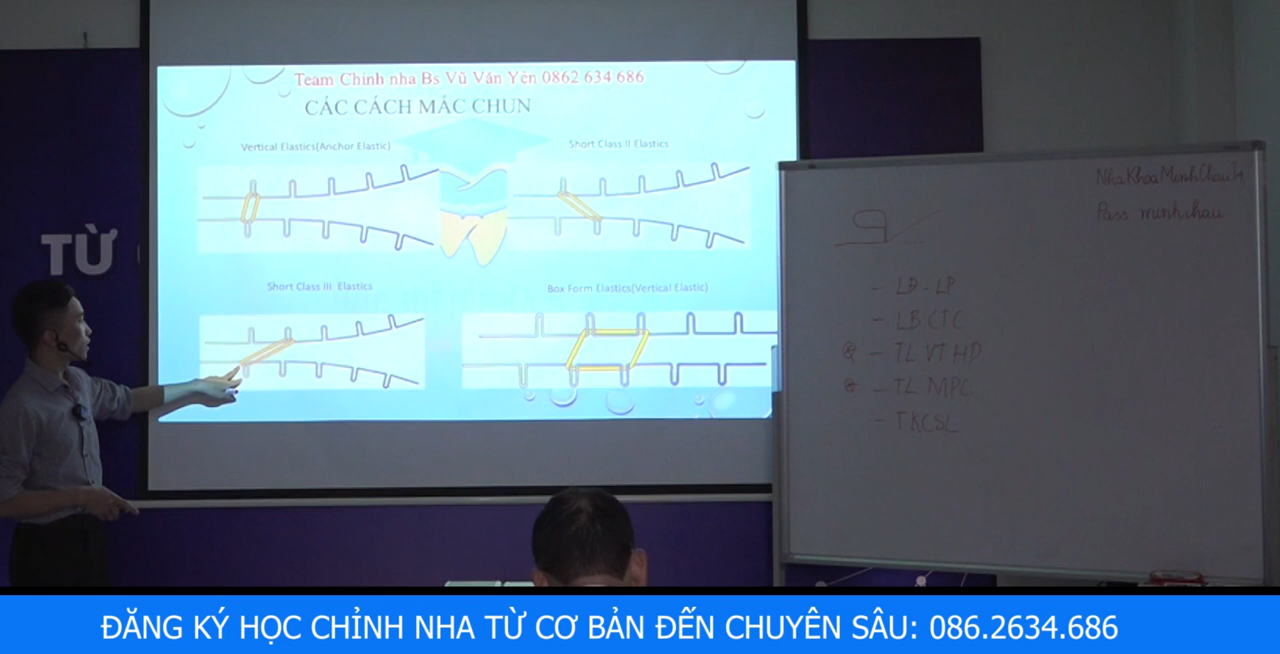 Team Chỉnh nha Bs Vũ Văn Yên 0862 634 686
CÁC CÁCH MẮC CHUN
Vertical Elastics(Anchor Elastic)
Short Class II Elastics
Short Class III Elastics
Box Form Elastics(Vertical Elastic)
TỪ
NhaKhoaMinhChau
Pass minhchau
- LĐ - LP
- LB CTC
- TL VT HD
- TL MPC
- TKCSL
ĐĂNG KÝ HỌC CHỈNH NHA TỪ CƠ BẢN ĐẾN CHUYÊN SÂU: 086.2634.686